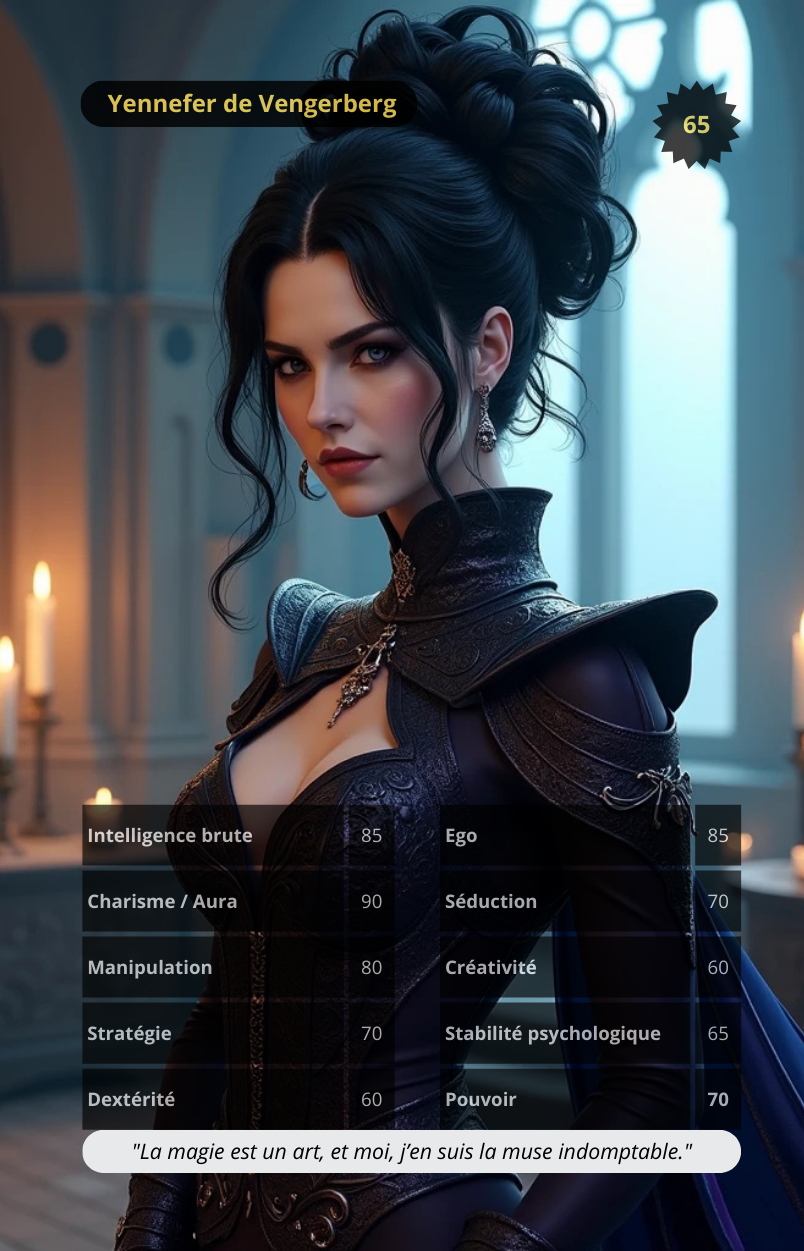 Yennefer de Vengerberg
65
Intelligence brute 85
Ego 85
Charisme / Aura 90
Séduction 70
Manipulation 80
Créativité 60
Stratégie 70
Stabilité psychologique 65
Dextérité 60
Pouvoir 70
"La magie est un art, et moi, j’en suis la muse indomptable."